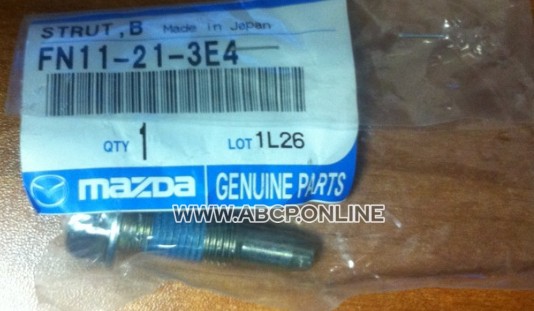 STRUT,B Made in Japan
FN11-21-3E4
QTY 1 LOT 1L26
mazda GENUINE PARTS
WWW.ABCP.ONLINE